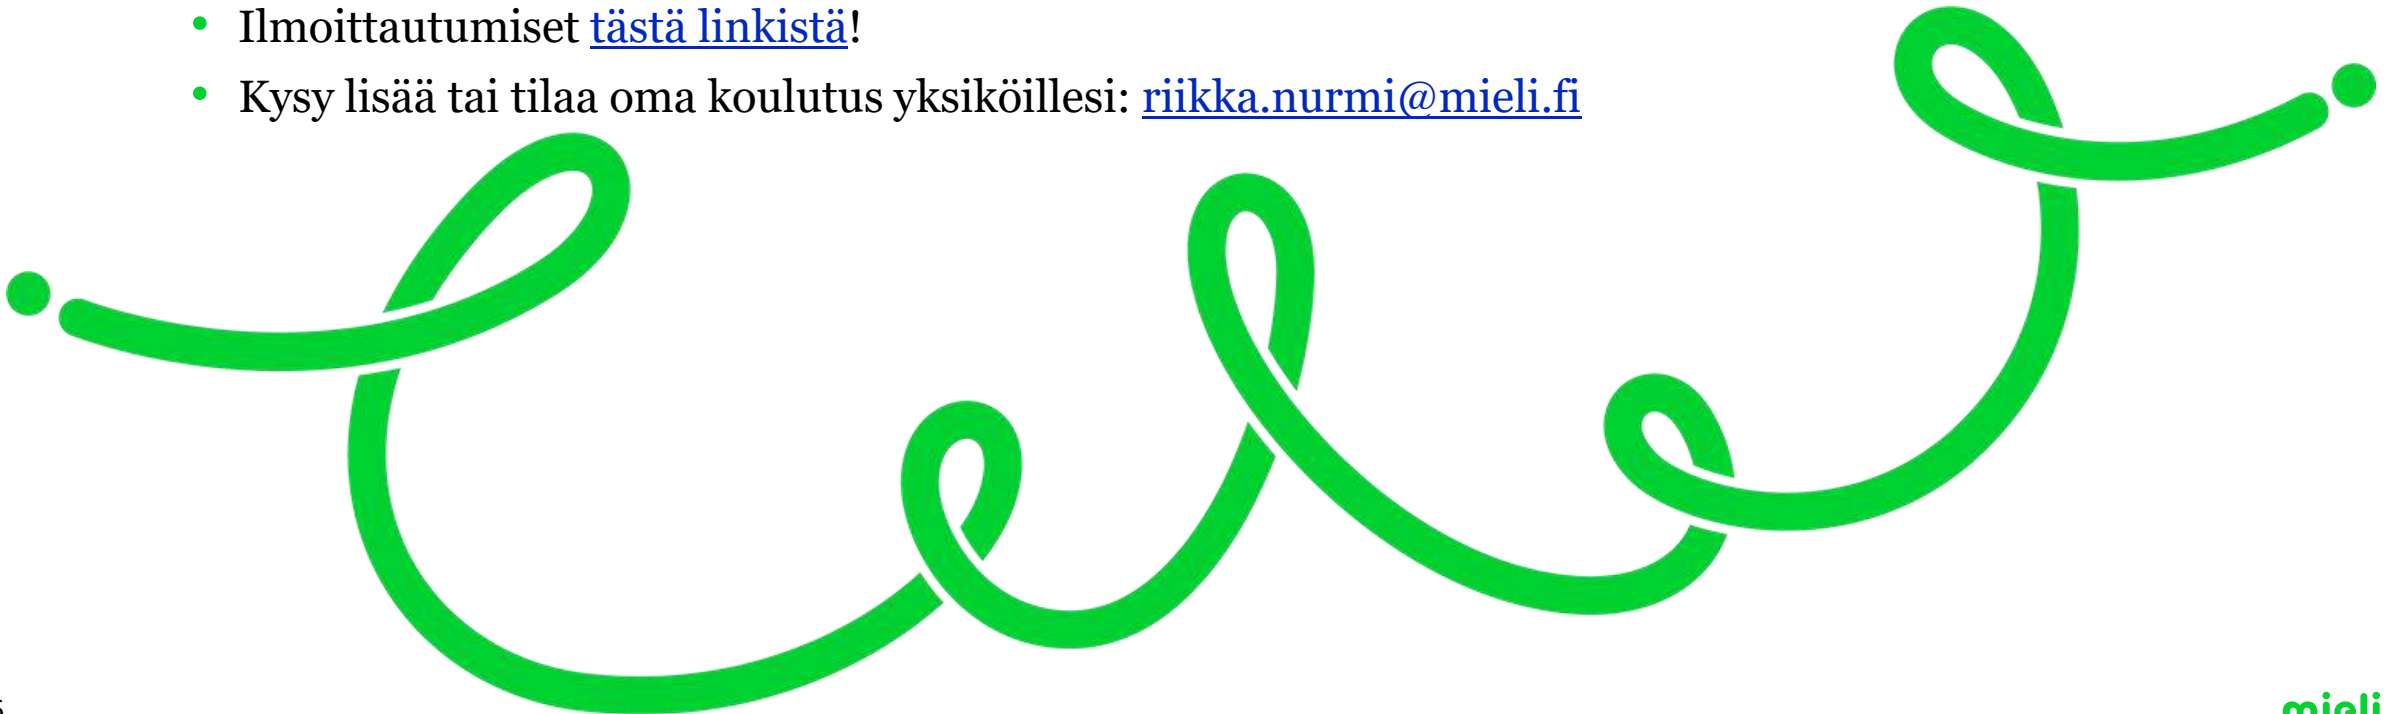 • Ilmoittautumiset tästä linkistä!
• Kysy lisää tai tilaa oma koulutus yksiköillesi: riikka.nurmi@mieli.fi
mieli